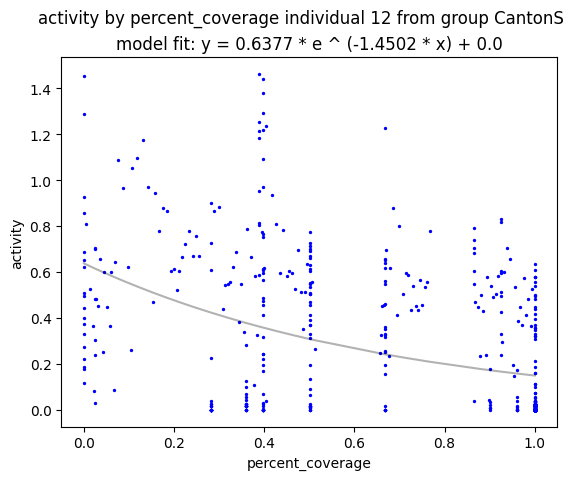 activity by percent_coverage individual 12 from group CantonS
model fit: y = 0.6377 * e ^ (-1.4502 * x) + 0.0
1.4
1.2
1.0
0.8
0.6
0.4
0.2
0.0
activity
0.0 0.2 0.4 0.6 0.8 1.0
percent_coverage